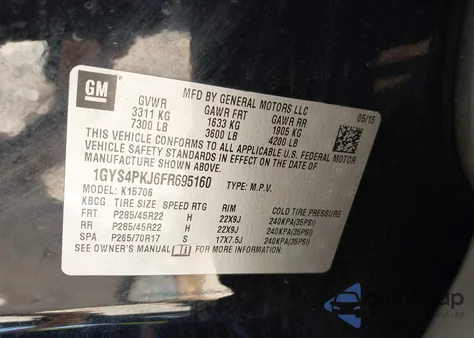 GM
MFD BY GENERAL MOTORS LLC
05/15
GVWR GAWR FRT GAWR RR
3311 KG 1633 KG 1905 KG
7300 LB 3600 LB 4200 LB
THIS VEHICLE CONFORMS TO ALL APPLICABLE U.S. FEDERAL MOTOR
VEHICLE SAFETY STANDARDS IN EFFECT ON THE DATE OF
MANUFACTURE SHOWN ABOVE.
1GYS4PKJ6FR695160 TYPE: M.P.V.
MODEL: K15706
KBCG TIRE SIZE SPEED RTG RIM COLD TIRE PRESSURE
FRT P285/45R22 H 22X9J 240KPA(35PSI)
RR P285/45R22 H 22X9J 240KPA(35PSI)
SPA P265/70R17 S 17X7.5J 240KPA(35PSI)
SEE OWNER'S MANUAL FOR MORE INFORMATION.